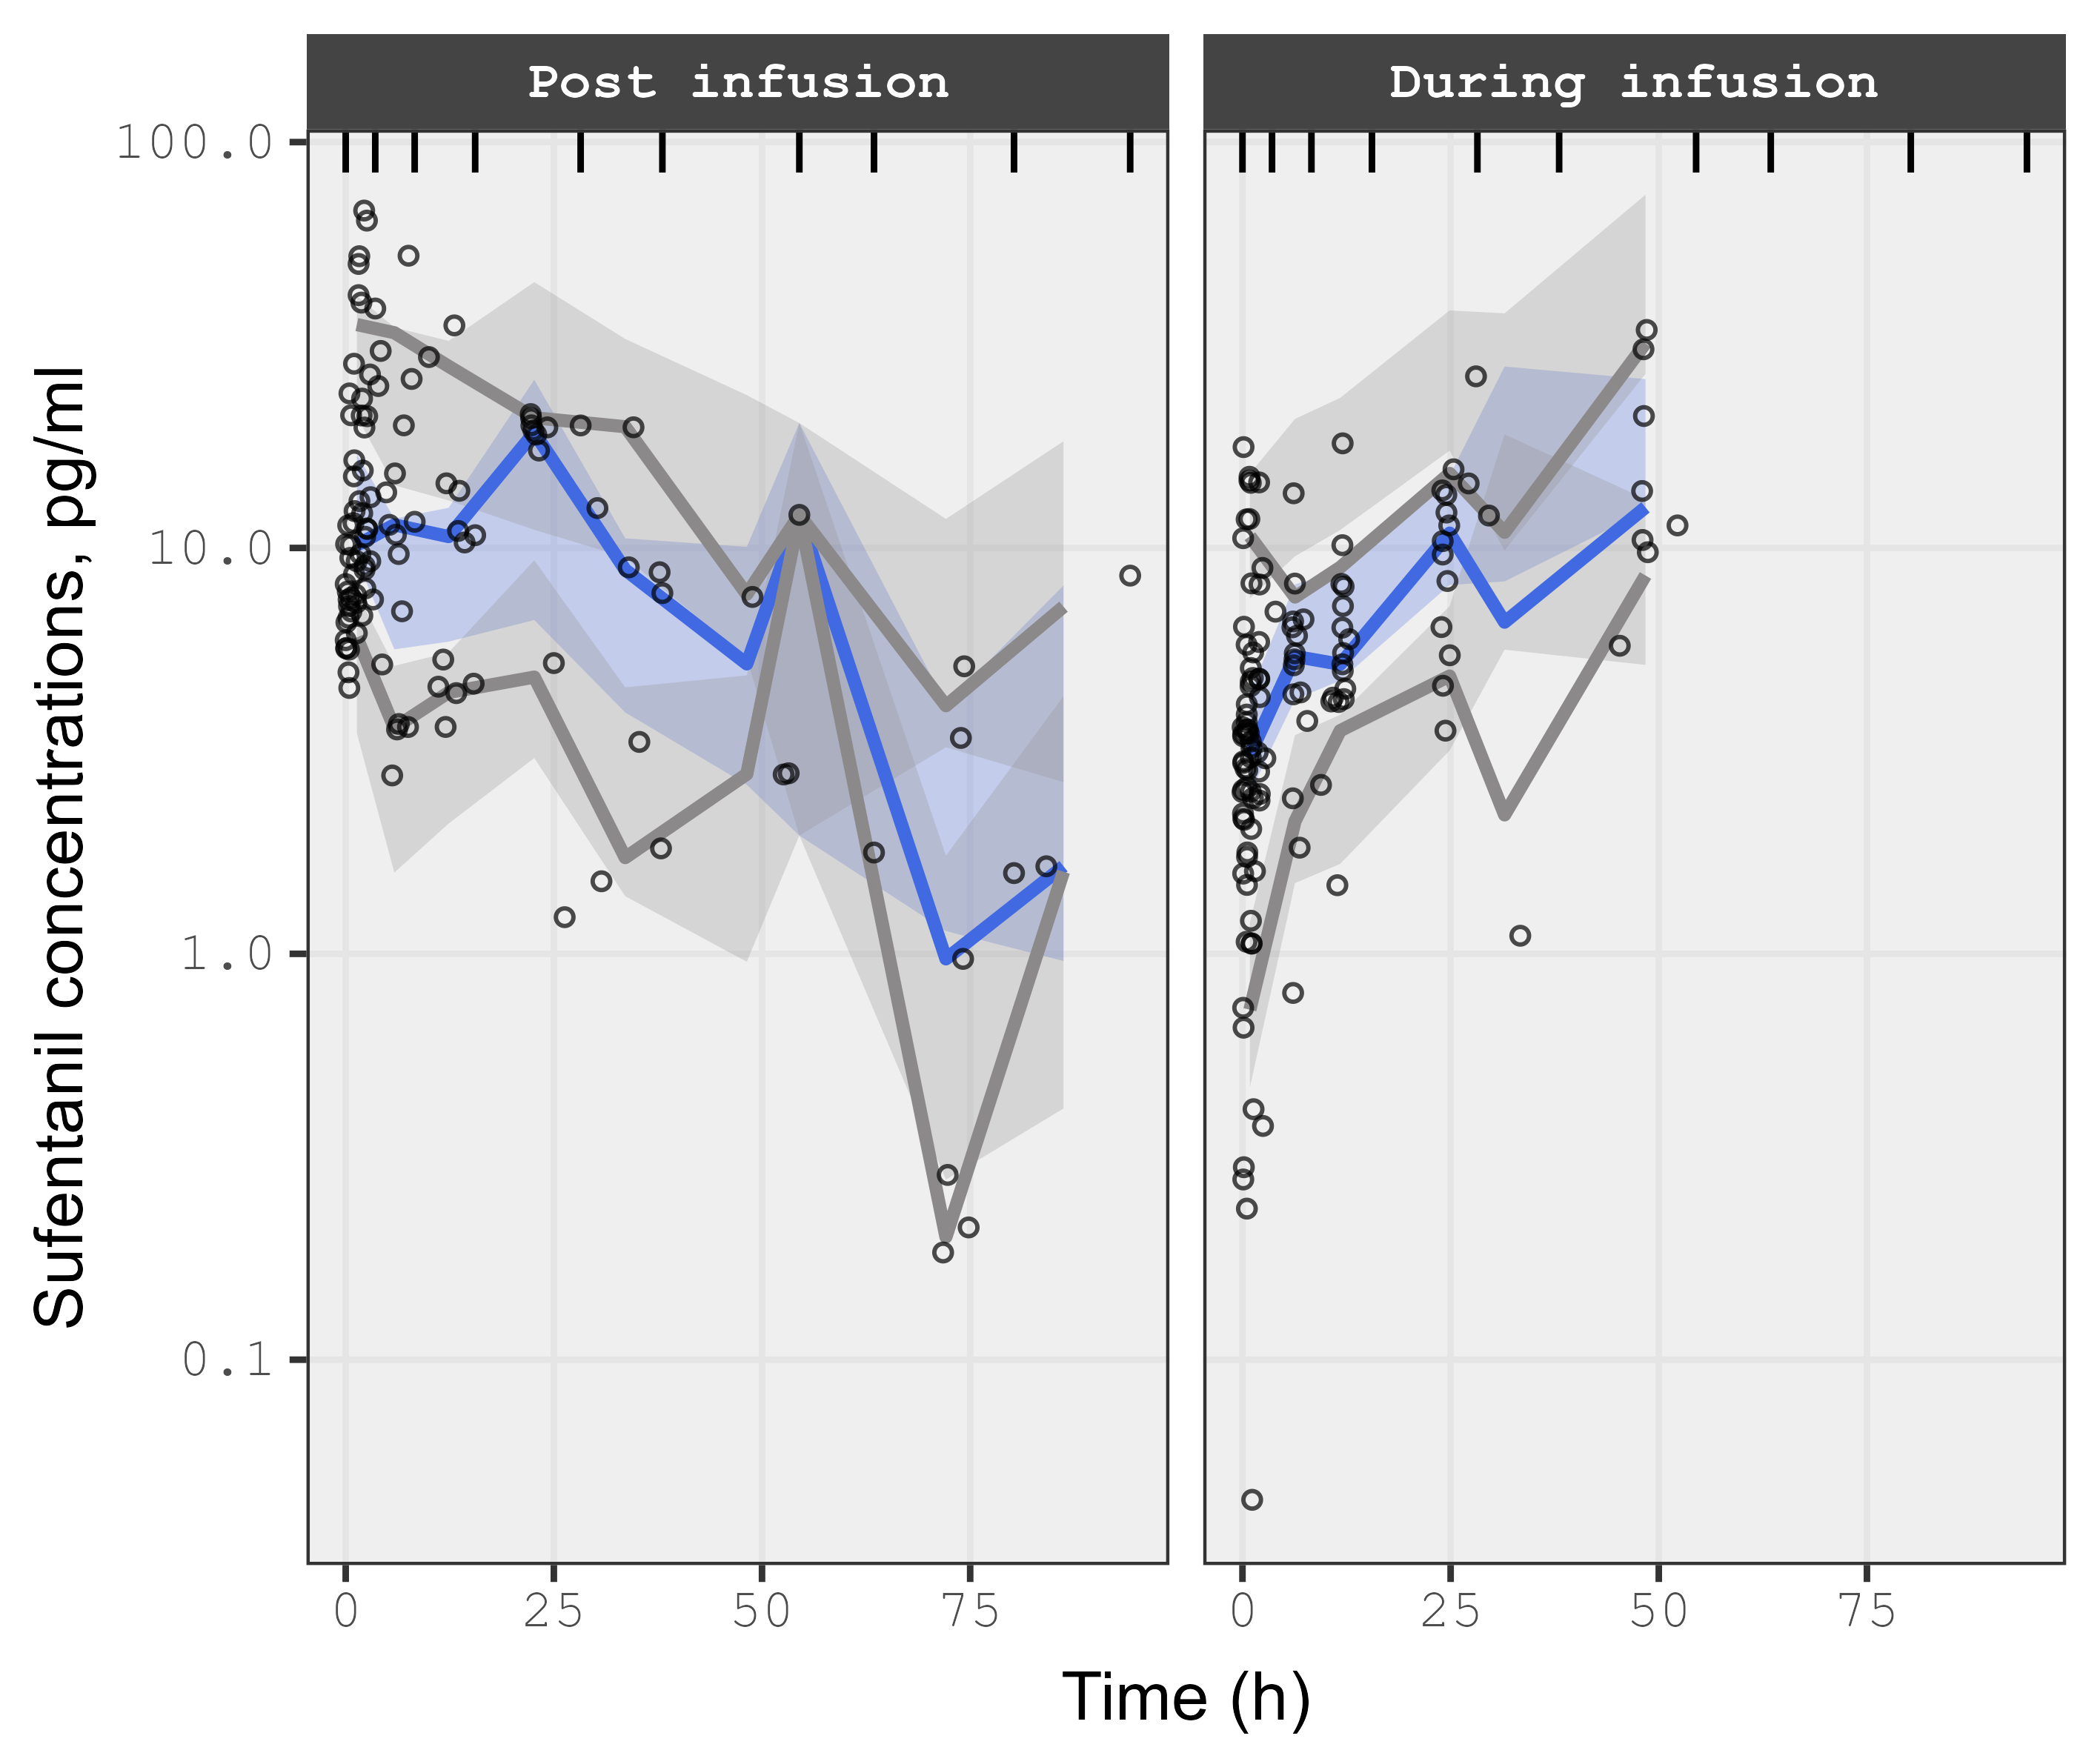 Post infusion
During infusion
Sufentanil concentrations, pg/ml
100.0
10.0
1.0
0.1
0 25 50 75
0 25 50 75
Time (h)